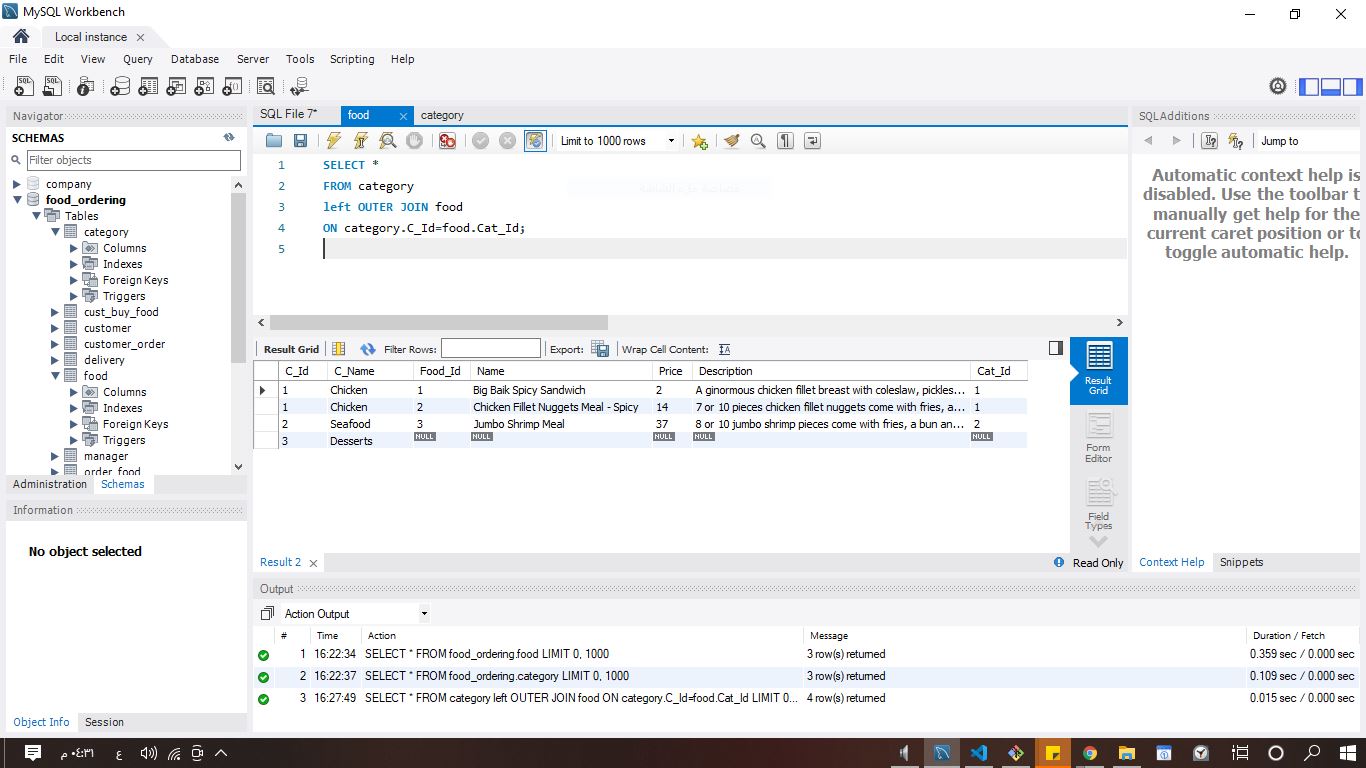 MySQL Workbench
Local instance
File Edit View Query Database Server Tools Scripting Help
Navigator
SCHEMAS
Filter objects
company
food_ordering
Tables
category
Columns
Indexes
Foreign Keys
Triggers
cust_buy_food
customer
customer_order
delivery
food
Columns
Indexes
Foreign Keys
Triggers
manager
order_food
Administration Schemas
Information
No object selected
Object Info Session
SQL File 7* food category
Limit to 1000 rows
1 SELECT *
2 FROM category
3 left OUTER JOIN food
4 ON category.C_Id=food.Cat_Id;
5
Result Grid Filter Rows: Export: Wrap Cell Content:
C_Id C_Name Food_Id Name Price Description Cat_Id
1 Chicken 1 Big Baik Spicy Sandwich 2 A ginormous chicken fillet breast with coleslaw, pickles... 1
1 Chicken 2 Chicken Fillet Nuggets Meal - Spicy 14 7 or 10 pieces chicken fillet nuggets come with fries, a... 1
2 Seafood 3 Jumbo Shrimp Meal 37 8 or 10 jumbo shrimp pieces come with fries, a bun an... 2
3 Desserts NULL NULL NULL NULL NULL
Result Grid
Form Editor
Field Types
Result 2
Read Only
SQLAdditions
Jump to
Automatic context help is
disabled. Use the toolbar t
manually get help for the
current caret position or to
toggle automatic help.
Context Help Snippets
Output
Action Output
# Time Action Message Duration / Fetch
1 16:22:34 SELECT * FROM food_ordering.food LIMIT 0, 1000 3 row(s) returned 0.359 sec / 0.000 sec
2 16:22:37 SELECT * FROM food_ordering.category LIMIT 0, 1000 3 row(s) returned 0.109 sec / 0.000 sec
3 16:27:49 SELECT * FROM category left OUTER JOIN food ON category.C_Id=food.Cat_Id LIMIT 0... 4 row(s) returned 0.015 sec / 0.000 sec
٠٤:٣١ م ع